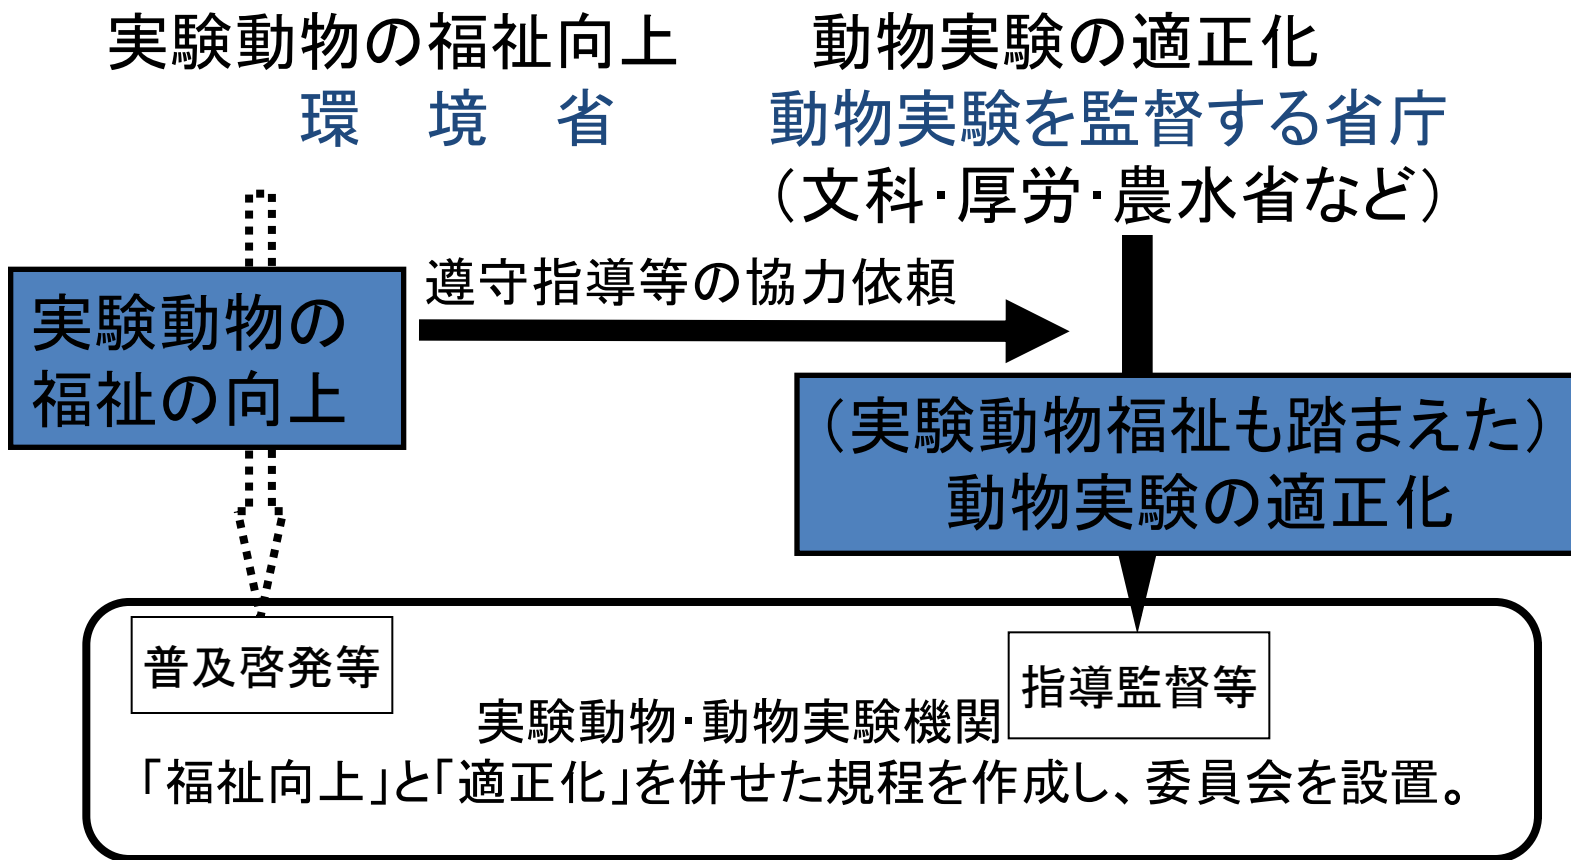 実験動物の福祉向上
環　境　省
動物実験の適正化
動物実験を監督する省庁
（文科・厚労・農水省など）
実験動物の
福祉の向上
遵守指導等の協力依頼
（実験動物福祉も踏まえた）
動物実験の適正化
普及啓発等
指導監督等
実験動物・動物実験機関
「福祉向上」と「適正化」を併せた規程を作成し、委員会を設置。